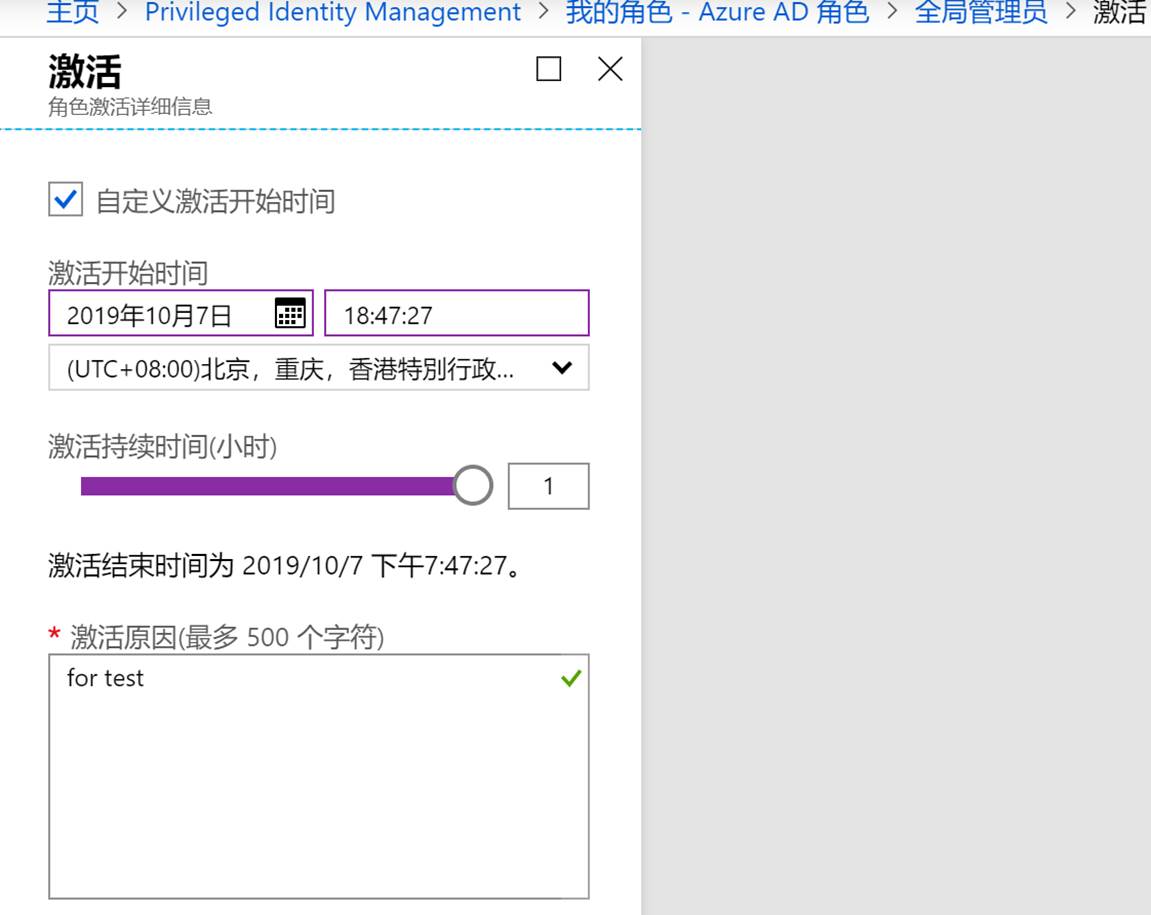 主页 > Privileged Identity Management > 我的角色 - Azure AD 角色 > 全局管理员 > 激活
激活
角色激活详细信息
自定义激活开始时间
激活开始时间
2019年10月7日 18:47:27
(UTC+08:00)北京，重庆，香港特別行政...
激活持续时间(小时)
1
激活结束时间为 2019/10/7 下午7:47:27。
* 激活原因(最多 500 个字符)
for test